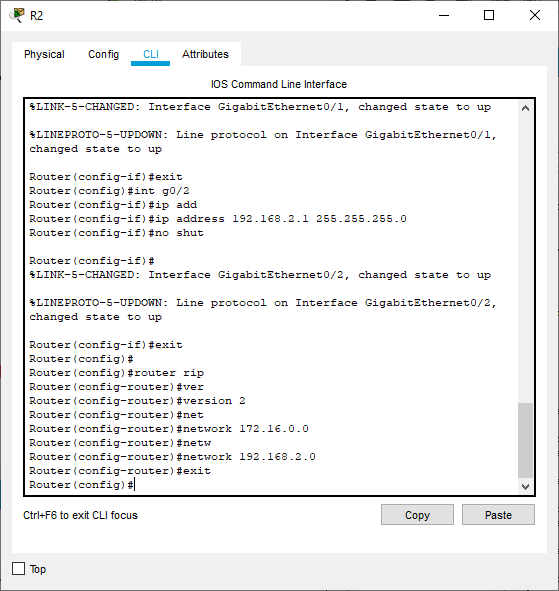 R2
Physical Config CLI Attributes
IOS Command Line Interface
%LINK-5-CHANGED: Interface GigabitEthernet0/1, changed state to up
%LINEPROTO-5-UPDOWN: Line protocol on Interface GigabitEthernet0/1,
changed state to up
Router(config-if)#exit
Router(config)#int g0/2
Router(config-if)#ip add
Router(config-if)#ip address 192.168.2.1 255.255.255.0
Router(config-if)#no shut
Router(config-if)#
%LINK-5-CHANGED: Interface GigabitEthernet0/2, changed state to up
%LINEPROTO-5-UPDOWN: Line protocol on Interface GigabitEthernet0/2,
changed state to up
Router(config-if)#exit
Router(config)#
Router(config)#router rip
Router(config-router)#ver
Router(config-router)#version 2
Router(config-router)#net
Router(config-router)#network 172.16.0.0
Router(config-router)#netw
Router(config-router)#network 192.168.2.0
Router(config-router)#exit
Router(config)#
Ctrl+F6 to exit CLI focus
Copy Paste
Top